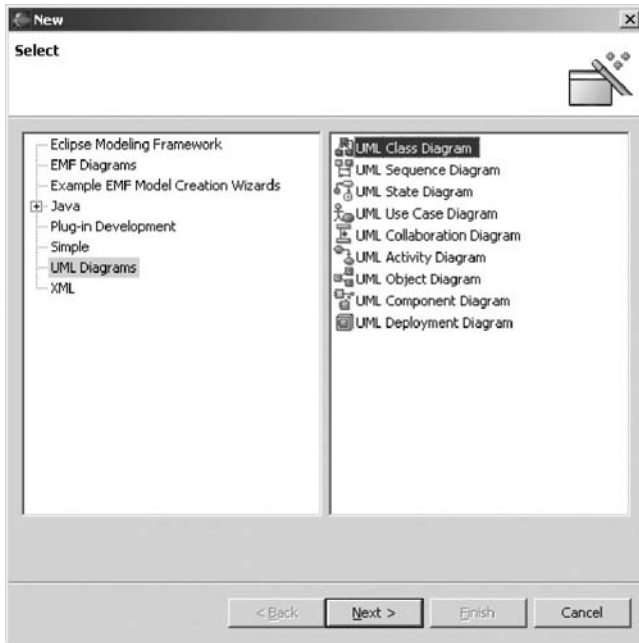 New
Select
Eclipse Modeling Framework
EMF Diagrams
Example EMF Model Creation Wizards
Java
Plug-in Development
Simple
UML Diagrams
XML
UML Class Diagram
UML Sequence Diagram
UML State Diagram
UML Use Case Diagram
UML Collaboration Diagram
UML Activity Diagram
UML Object Diagram
UML Component Diagram
UML Deployment Diagram
< Back
Next >
Finish
Cancel